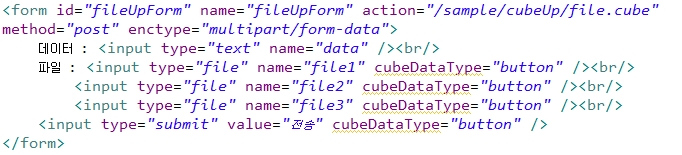 <form id="fileUpForm" name="fileUpForm" action="/sample/cubeUp/file.cube"
method="post" enctype="multipart/form-data">
데이터 : <input type="text" name="data" /><br/>
파일 : <input type="file" name="file1" cubeDataType="button" /><br/>
<input type="file" name="file2" cubeDataType="button" /><br/>
<input type="file" name="file3" cubeDataType="button" /><br/>
<input type="submit" value="전송" cubeDataType="button" />
</form>